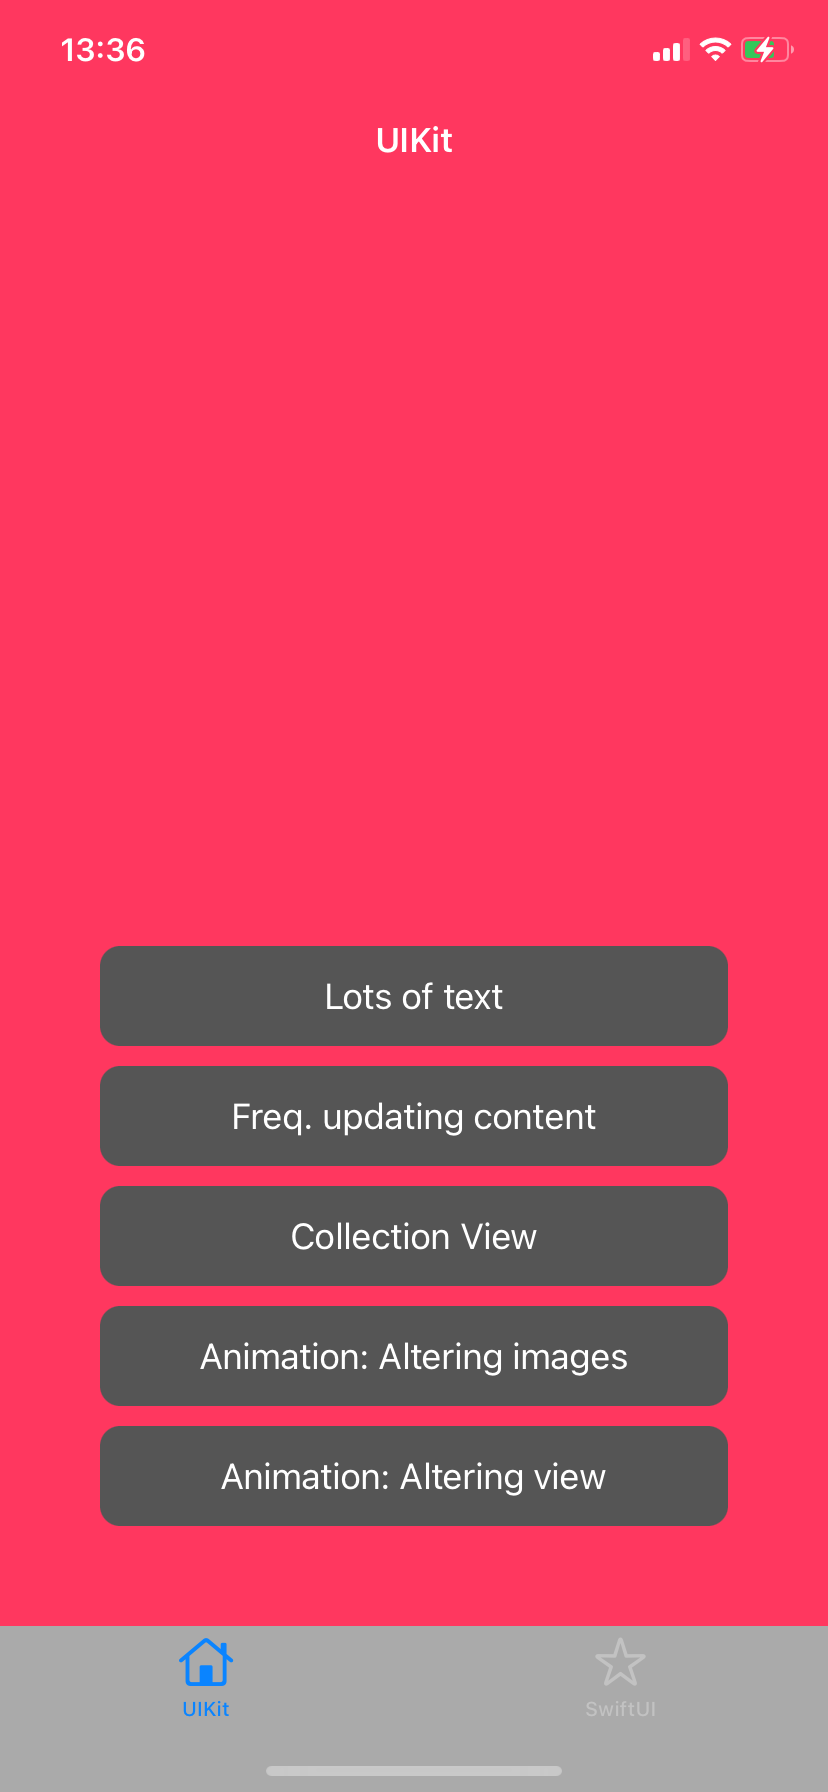 13:36
UIKit
Lots of text
Freq. updating content
Collection View
Animation: Altering images
Animation: Altering view
UIKit
SwiftUI